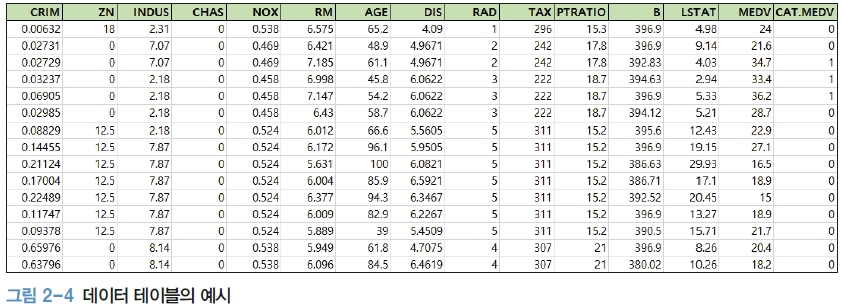 CRIM ZN INDUS CHAS NOX RM AGE DIS RAD TAX PTRATIO B LSTAT MEDV CAT.MEDV
0.00632 18 2.31 0 0.538 6.575 65.2 4.09 1 296 15.3 396.9 4.98 24 0
0.02731 0 7.07 0 0.469 6.421 48.9 4.9671 2 242 17.8 396.9 9.14 21.6 0
0.02729 0 7.07 0 0.469 7.185 61.1 4.9671 2 242 17.8 392.83 4.03 34.7 1
0.03237 0 2.18 0 0.458 6.998 45.8 6.0622 3 222 18.7 394.63 2.94 33.4 1
0.06905 0 2.18 0 0.458 7.147 54.2 6.0622 3 222 18.7 396.9 5.33 36.2 1
0.02985 0 2.18 0 0.458 6.43 58.7 6.0622 3 222 18.7 394.12 5.21 28.7 0
0.08829 12.5 2.18 0 0.524 6.012 66.6 5.5605 5 311 15.2 395.6 12.43 22.9 0
0.14455 12.5 7.87 0 0.524 6.172 96.1 5.9505 5 311 15.2 396.9 19.15 27.1 0
0.21124 12.5 7.87 0 0.524 5.631 100 6.0821 5 311 15.2 386.63 29.93 16.5 0
0.17004 12.5 7.87 0 0.524 6.004 85.9 6.5921 5 311 15.2 386.71 17.1 18.9 0
0.22489 12.5 7.87 0 0.524 6.377 94.3 6.3467 5 311 15.2 392.52 20.45 15 0
0.11747 12.5 7.87 0 0.524 6.009 82.9 6.2267 5 311 15.2 396.9 13.27 18.9 0
0.09378 12.5 7.87 0 0.524 5.889 39 5.4509 5 311 15.2 390.5 15.71 21.7 0
0.65976 0 8.14 0 0.538 5.949 61.8 4.7075 4 307 21 396.9 8.26 20.4 0
0.63796 0 8.14 0 0.538 6.096 84.5 6.4619 4 307 21 380.02 10.26 18.2 0
그림 2-4 데이터 테이블의 예시